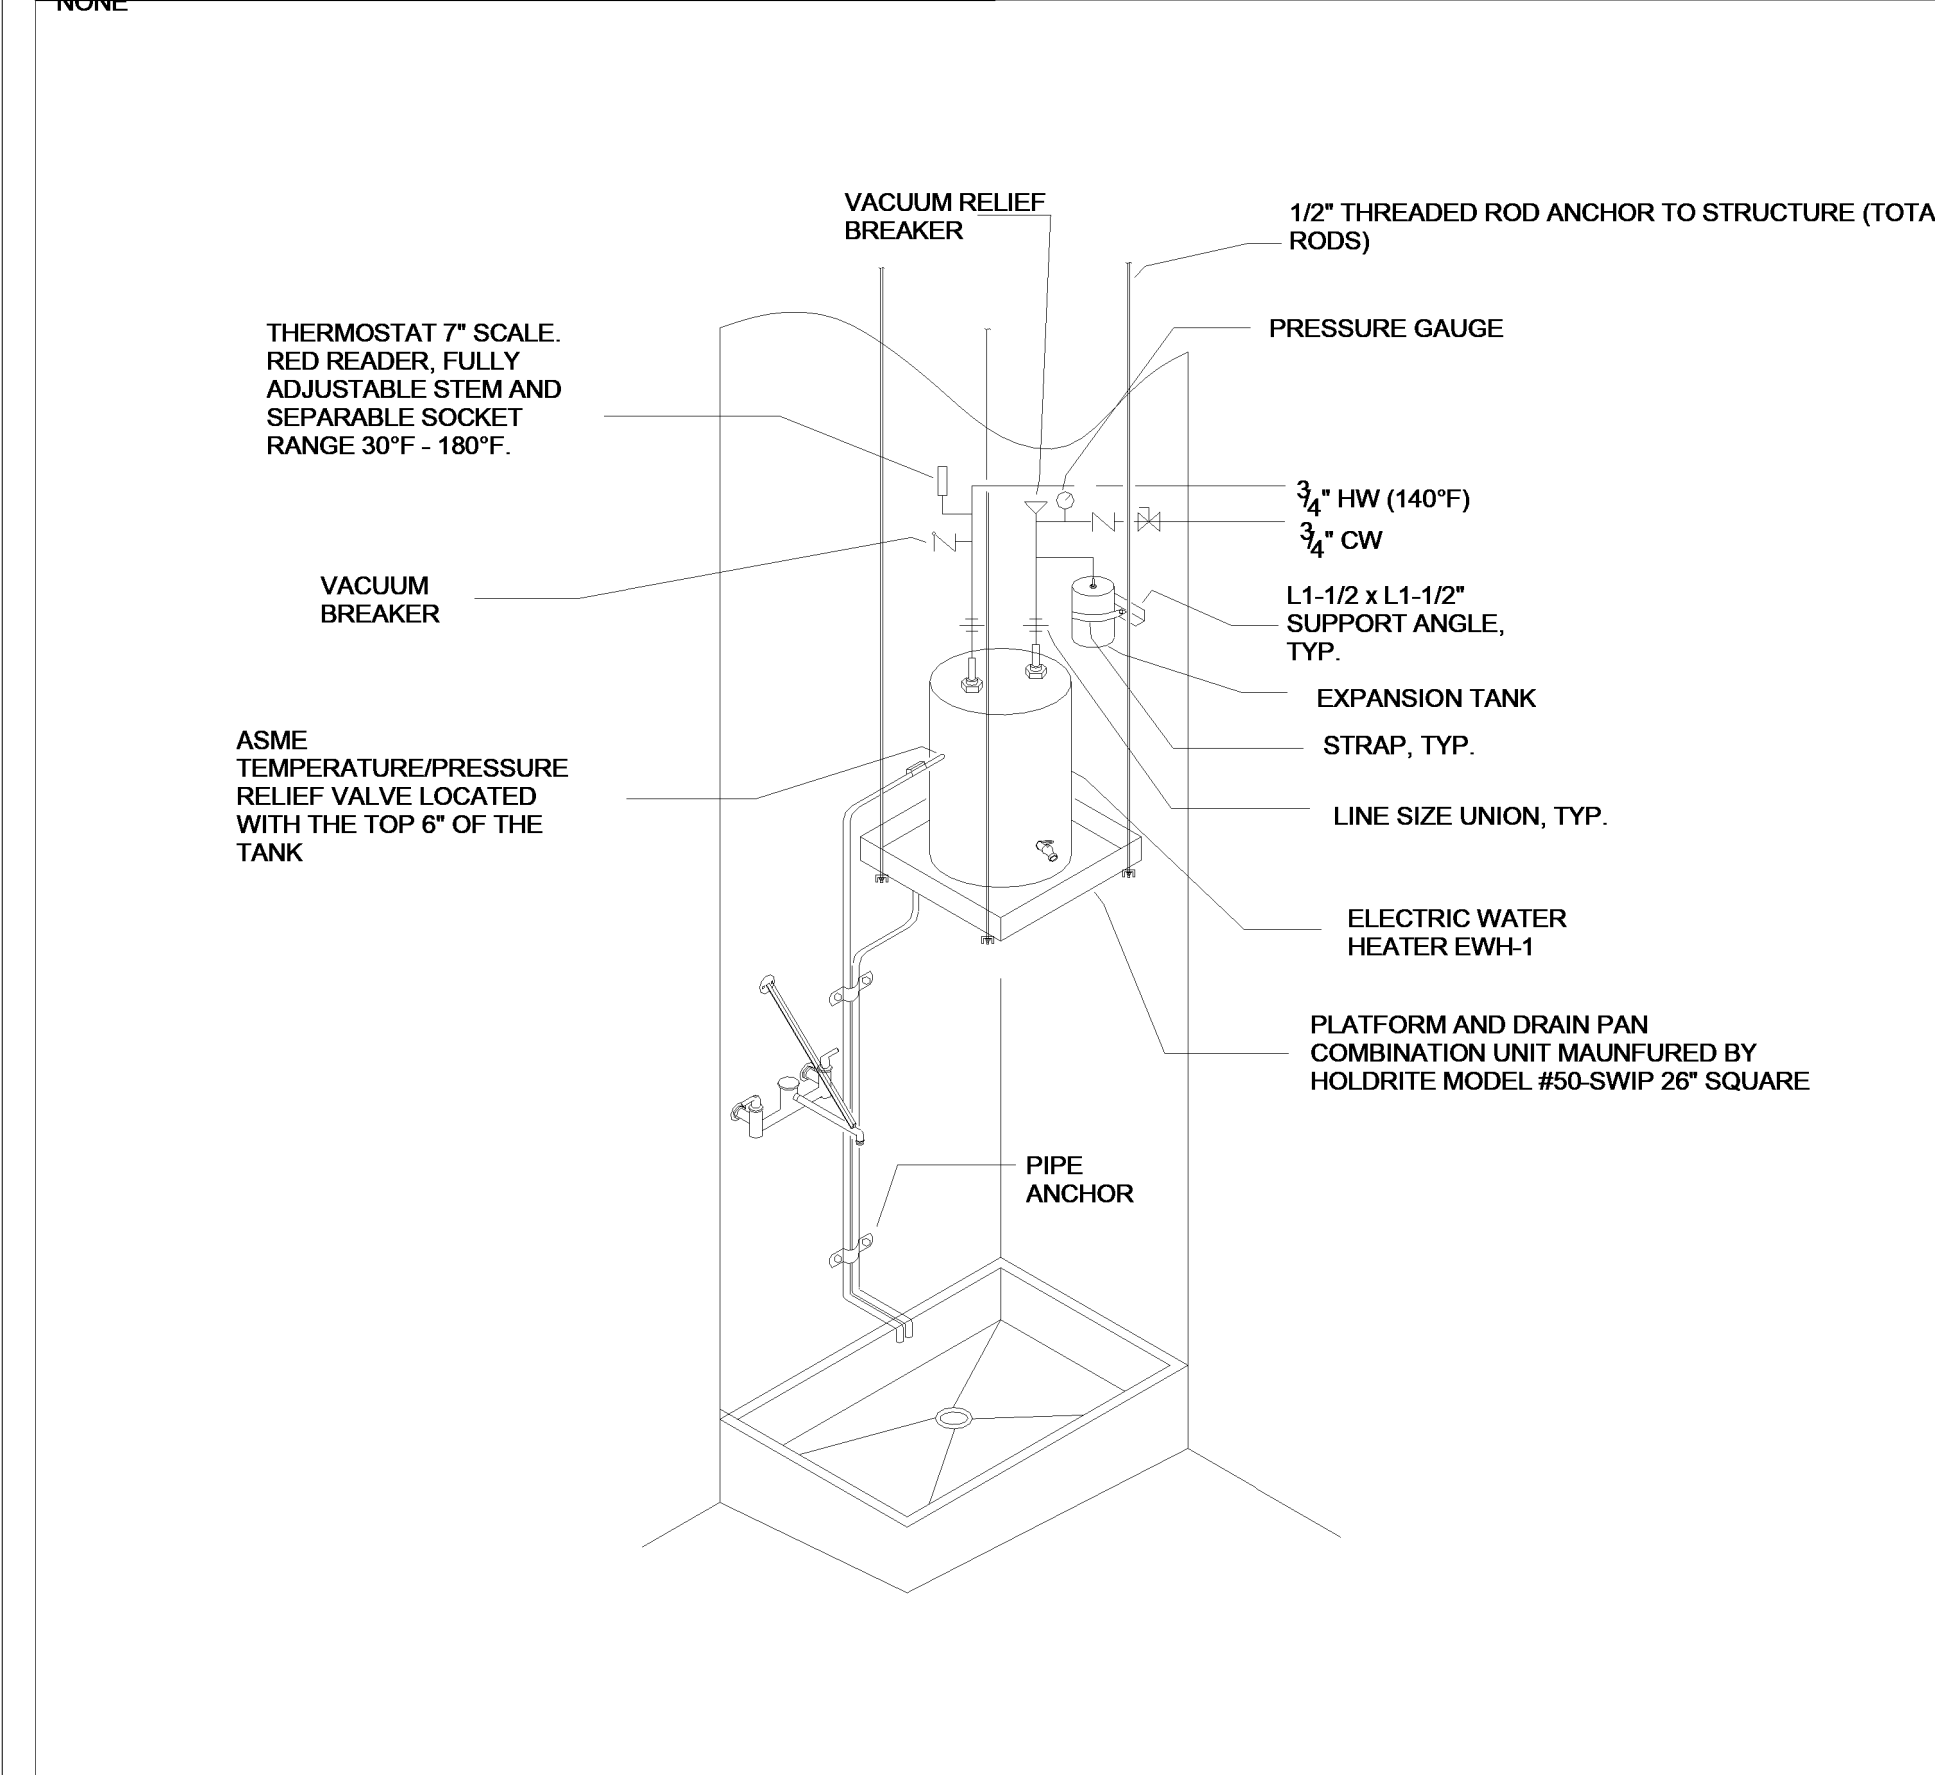 NONE
VACUUM RELIEF
BREAKER
1/2" THREADED ROD ANCHOR TO STRUCTURE (TOTA
RODS)
THERMOSTAT 7" SCALE.
RED READER, FULLY
ADJUSTABLE STEM AND
SEPARABLE SOCKET
RANGE 30°F - 180°F.
PRESSURE GAUGE
3/4" HW (140°F)
3/4" CW
VACUUM
BREAKER
L1-1/2 x L1-1/2"
SUPPORT ANGLE,
TYP.
EXPANSION TANK
STRAP, TYP.
ASME
TEMPERATURE/PRESSURE
RELIEF VALVE LOCATED
WITH THE TOP 6" OF THE
TANK
LINE SIZE UNION, TYP.
ELECTRIC WATER
HEATER EWH-1
PLATFORM AND DRAIN PAN
COMBINATION UNIT MAUNFURED BY
HOLDRITE MODEL #50-SWIP 26" SQUARE
PIPE
ANCHOR